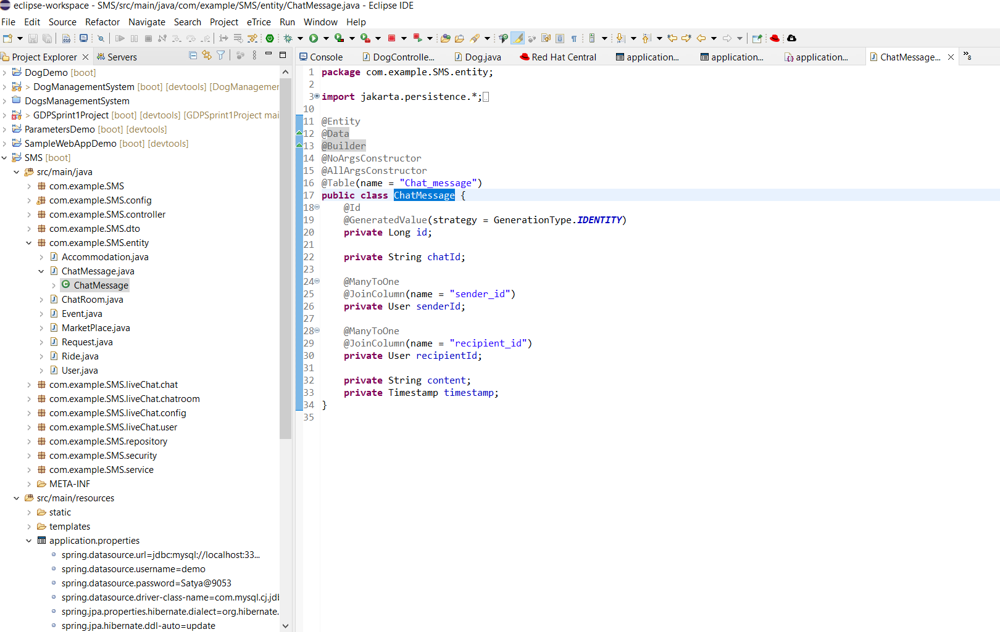 eclipse-workspace - SMS/src/main/java/com/example/SMS/entity/ChatMessage.java - Eclipse IDE
File Edit Source Refactor Navigate Search Project eTrice Run Window Help
Project Explorer Servers
DogDemo [boot]
> DogManagementSystem [boot] [devtools] [DogManagemer
DogsManagementSystem
> GDPSprint1Project [boot] [devtools] [GDPSprint1Project mai
ParametersDemo [boot] [devtools]
SampleWebAppDemo [boot] [devtools]
SMS [boot]
src/main/java
com.example.SMS
com.example.SMS.config
com.example.SMS.controller
com.example.SMS.dto
com.example.SMS.entity
Accommodation.java
ChatMessage.java
ChatMessage
ChatRoom.java
Event.java
MarketPlace.java
Request.java
Ride.java
User.java
com.example.SMS.liveChat.chat
com.example.SMS.liveChat.chatroom
com.example.SMS.liveChat.config
com.example.SMS.liveChat.user
com.example.SMS.repository
com.example.SMS.security
com.example.SMS.service
META-INF
src/main/resources
static
templates
application.properties
spring.datasource.url=jdbc:mysql://localhost:33...
spring.datasource.username=demo
spring.datasource.password=Satya@9053
spring.datasource.driver-class-name=com.mysql.cj.jdb
spring.jpa.properties.hibernate.dialect=org.hibernate.
spring.jpa.hibernate.ddl-auto=update
Console DogControlle... Dog.java Red Hat Central application... application... application... ChatMessage... »8
1 package com.example.SMS.entity;
2
3 import jakarta.persistence.*;
10
11 @Entity
12 @Data
13 @Builder
14 @NoArgsConstructor
15 @AllArgsConstructor
16 @Table(name = "Chat_message")
17 public class ChatMessage {
18 @Id
19 @GeneratedValue(strategy = GenerationType.IDENTITY)
20 private Long id;
21
22 private String chatId;
23
24 @ManyToOne
25 @JoinColumn(name = "sender_id")
26 private User senderId;
27
28 @ManyToOne
29 @JoinColumn(name = "recipient_id")
30 private User recipientId;
31
32 private String content;
33 private Timestamp timestamp;
34 }
35